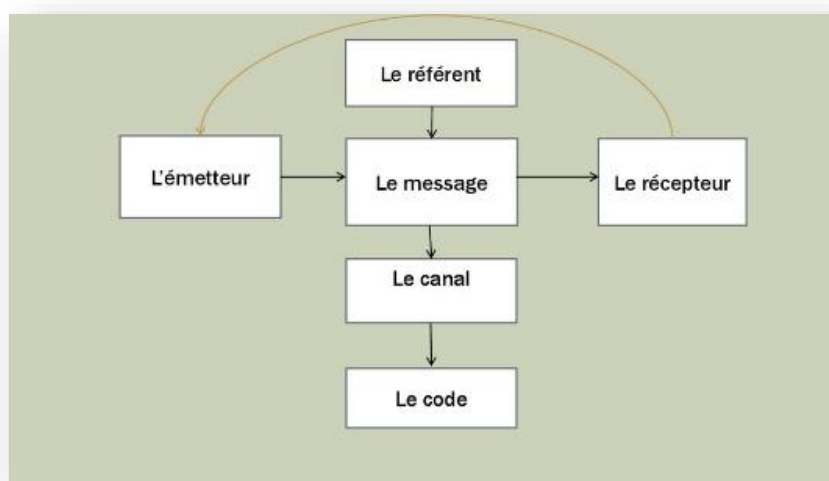 Le référent
L'émetteur
Le message
Le récepteur
Le canal
Le code